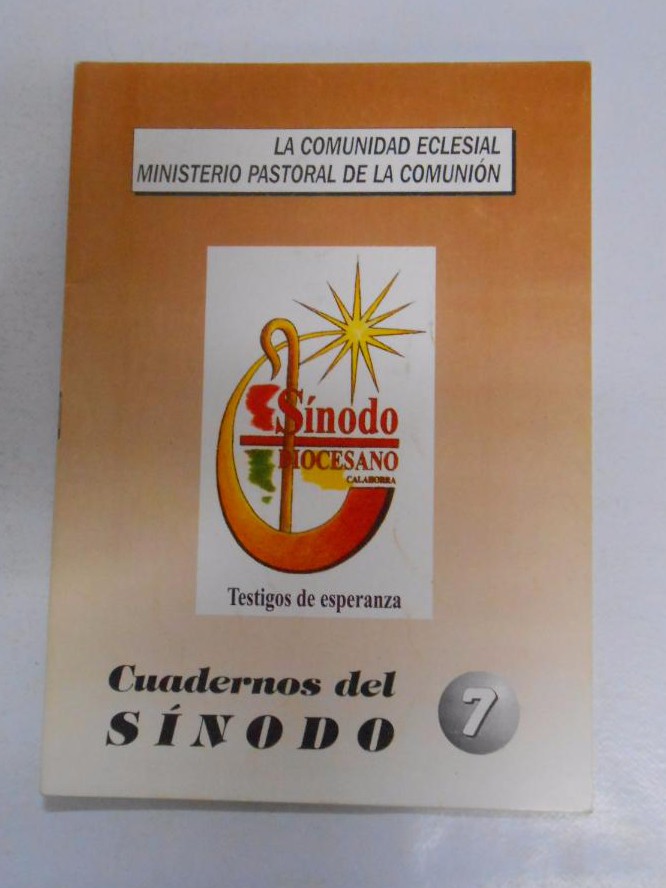 LA COMUNIDAD ECLESIAL
MINISTERIO PASTORAL DE LA COMUNIÓN
Sínodo
DIOCESANO
CALAHORRA
Testigos de esperanza
Cuadernos del
SÍNODO
7